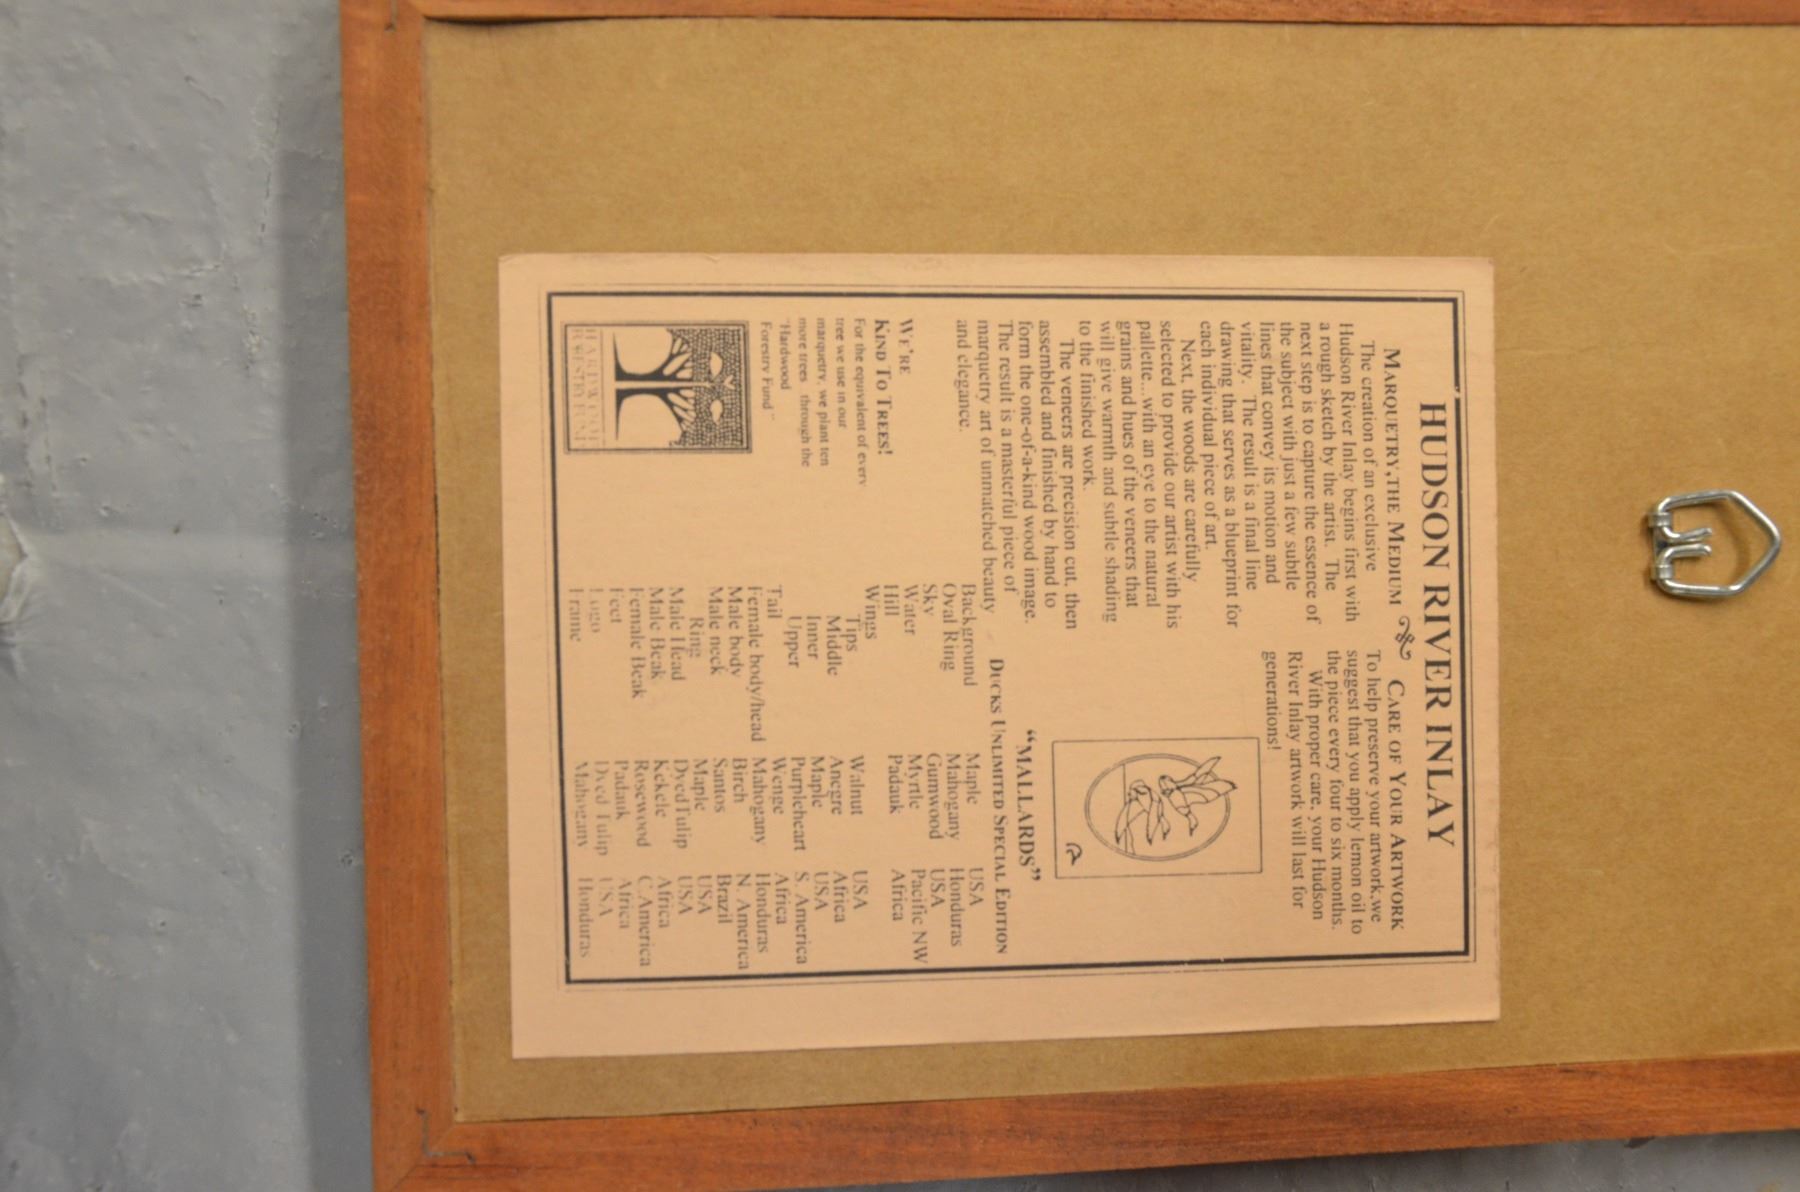 HUDSON RIVER INLAY
MARQUETRY, THE MEDIUM
The creation of an exclusive
Hudson River Inlay begins first with
a rough sketch by the artist. The
next step is to capture the essence of
the subject with just a few subtle
lines that convey its motion and
vitality. The result is a final line
drawing that serves as a blueprint for
each individual piece of art.
Next, the woods are carefully
selected to provide our artist with his
pallette...with an eye to the natural
grains and hues of the veneers that
will give warmth and subtle shading
to the finished work.
The veneers are precision cut, then
assembled and finished by hand to
form the one-of-a-kind wood image.
The result is a masterful piece of
marquetry art of unmatched beauty
and elegance.
CARE OF YOUR ARTWORK
To help preserve your artwork,we
suggest that you apply lemon oil to
the piece every four to six months.
With proper care, your Hudson
River Inlay artwork will last for
generations!
"MALLARDS"
DUCKS UNLIMITED SPECIAL EDITION
Background Maple USA
Oval Ring Mahogany Honduras
Sky Gumwood USA
Water Myrtle Pacific NW
Hill Padauk Africa
Wings
Tips Walnut USA
Middle Anegre Africa
Inner Maple USA
Upper Purpleheart S. America
Tail Wenge Africa
Female body/head Mahogany Honduras
Male body Birch N. America
Male neck Santos Brazil
Ring Maple USA
Male Head Dyed Tulip USA
Male Beak Kekele Africa
Female Beak Rosewood C.America
Feet Padauk Africa
Logo Dyed Tulip USA
Frame Mahogany Honduras
WE'RE
KIND TO TREES!
For the equivalent of every
tree we use in our
marquetry, we plant ten
more trees through the
"Hardwood
Forestry Fund"
HARDWOOD
FORESTRY FUND